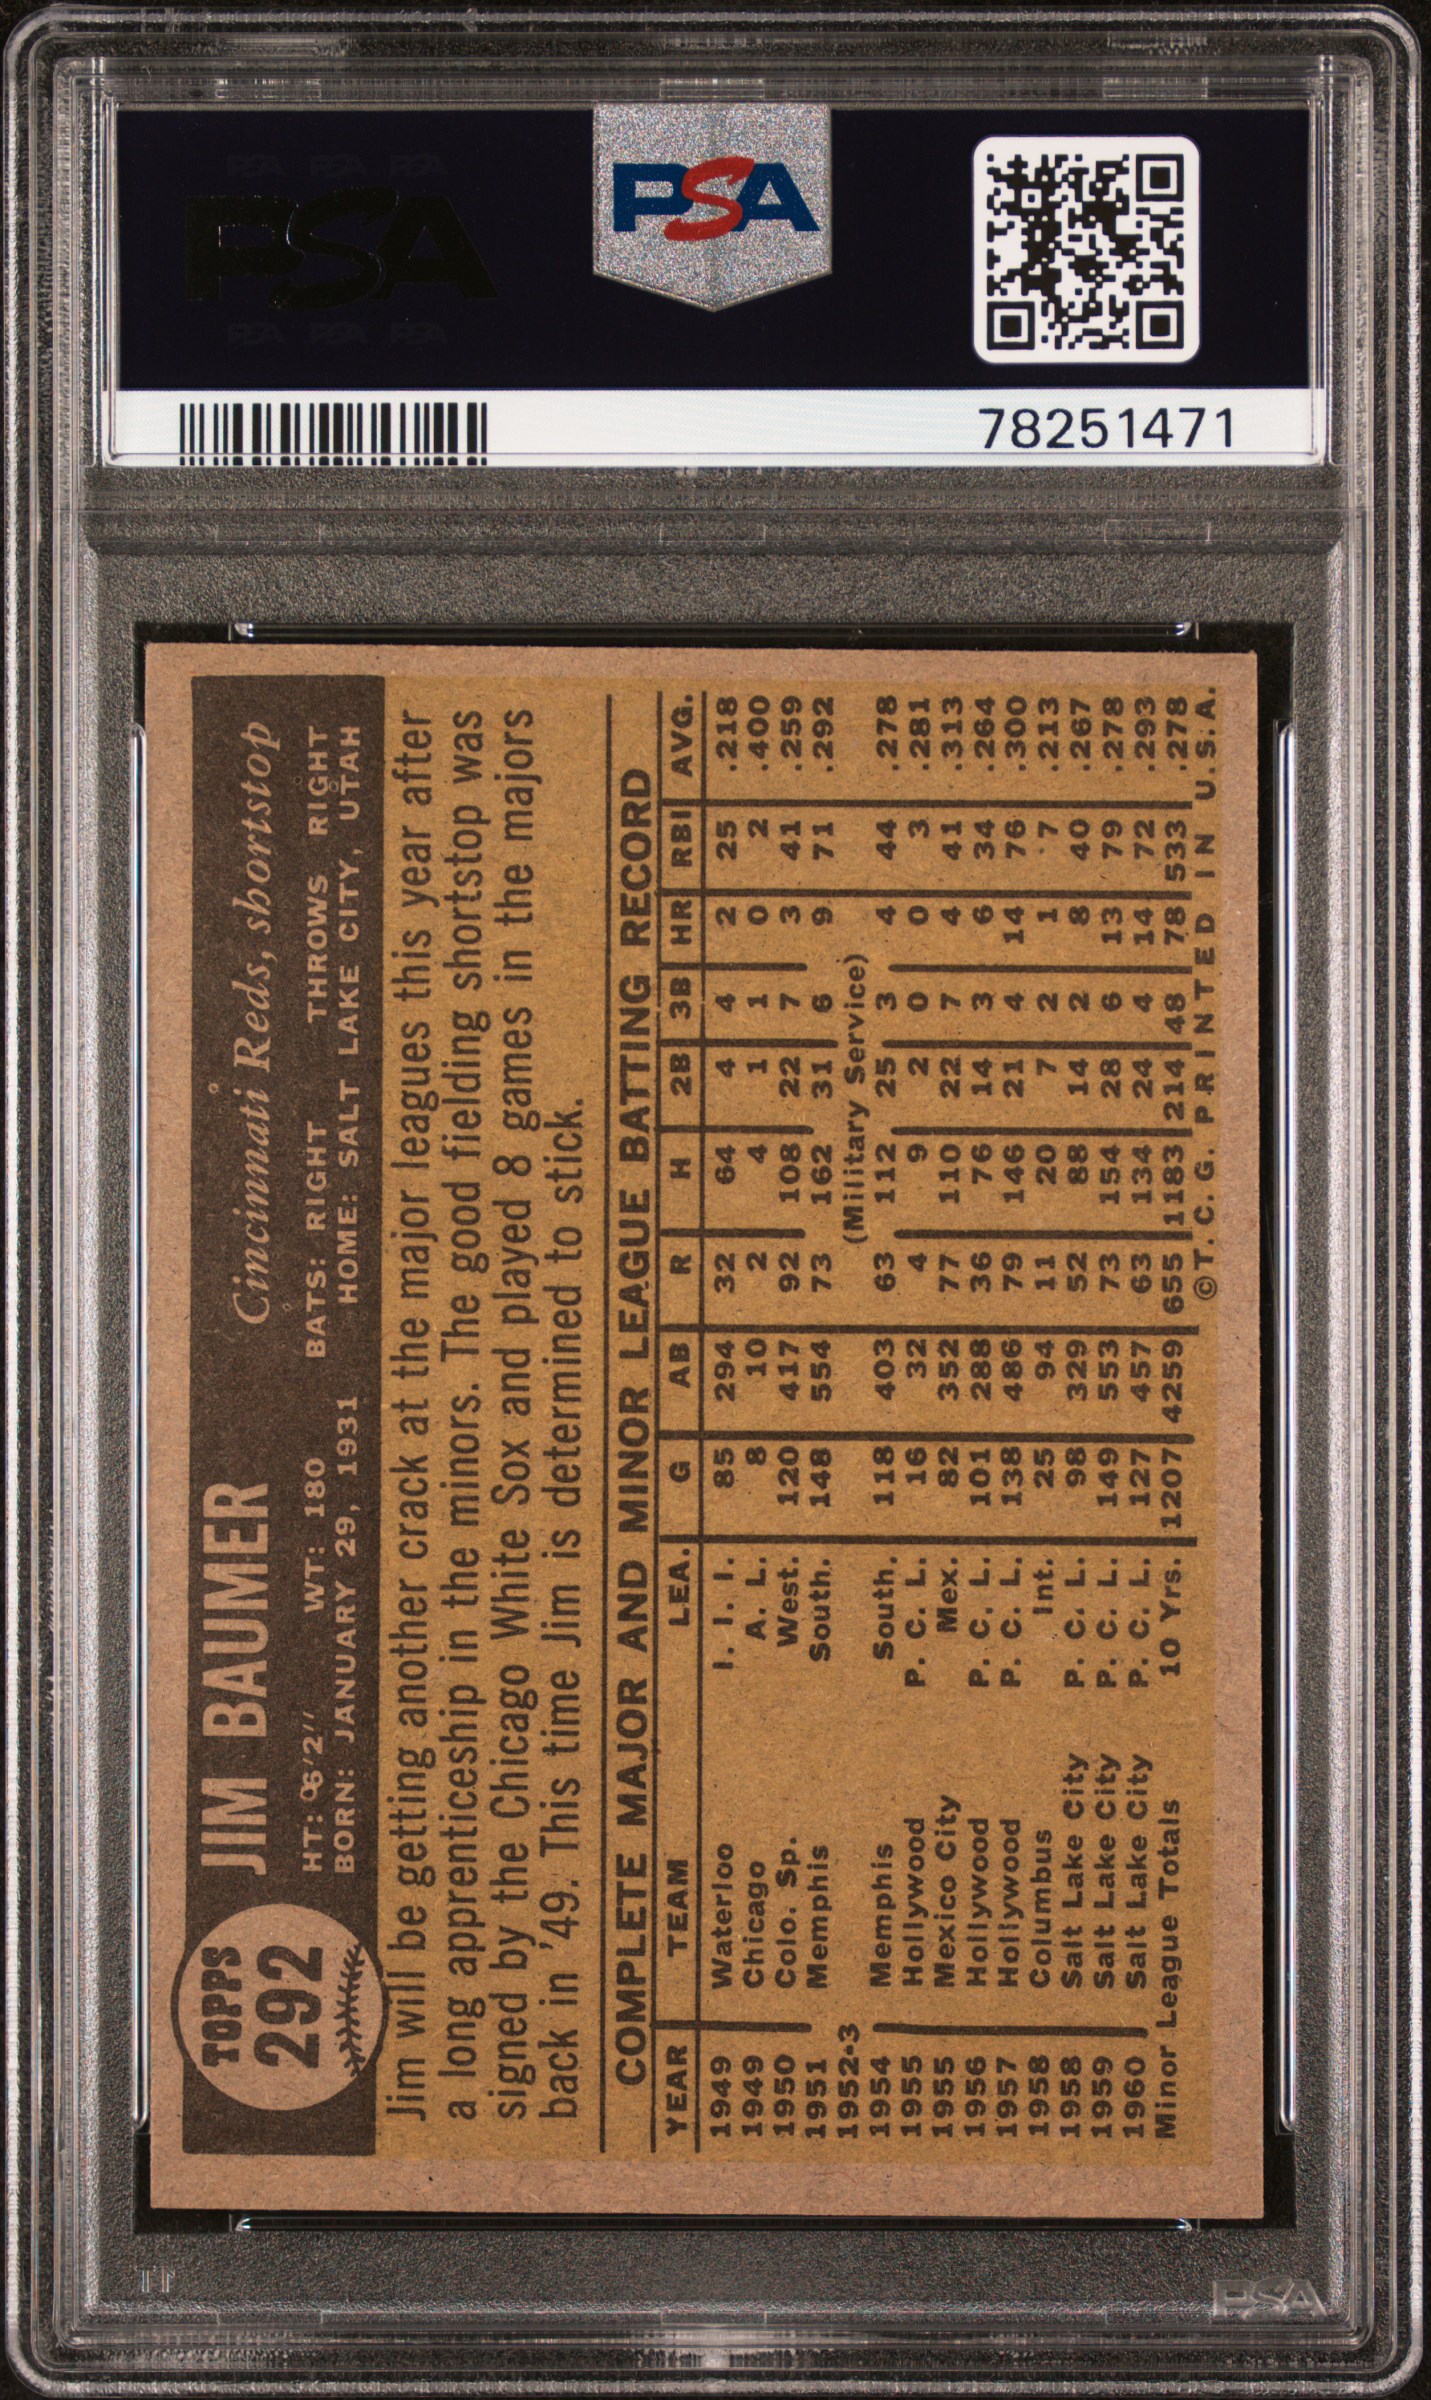 PSA PSA PSA
PSA
PSA PSA PSA
PSA
78251471
TOPPS
292
JIM BAUMER Cincinnati Reds, shortstop
HT: 6'2" WT: 180 BATS: RIGHT THROWS RIGHT
BORN: JANUARY 29, 1931 HOME: SALT LAKE CITY, UTAH
Jim will be getting another crack at the major leagues this year after
a long apprenticeship in the minors. The good fielding shortstop was
signed by the Chicago White Sox and played 8 games in the majors
back in '49. This time Jim is determined to stick.
COMPLETE MAJOR AND MINOR LEAGUE BATTING RECORD
YEAR TEAM LEA. G AB R H 2B 3B HR RBI AVG.
1949 Waterloo I. I. I. 85 294 32 64 4 4 2 25 .218
1949 Chicago A. L. 8 10 2 4 1 1 0 2 .400
1950 Colo. Sp. West. 120 417 92 108 22 7 3 41 .259
1951 Memphis South. 148 554 73 162 31 6 9 71 .292
1952-3 (Military Service)
1954 Memphis South. 118 403 63 112 25 3 4 44 .278
1955 Hollywood P. C. L. 16 32 4 9 2 0 0 3 .281
1955 Mexico City Mex. 82 352 77 110 22 7 4 41 .313
1956 Hollywood P. C. L. 101 288 36 76 14 3 6 34 .264
1957 Hollywood P. C. L. 138 486 79 146 21 4 14 76 .300
1958 Columbus Int. 25 94 11 20 7 2 1 7 .213
1958 Salt Lake City P. C. L. 98 329 52 88 14 2 8 40 .267
1959 Salt Lake City P. C. L. 149 553 73 154 28 6 13 79 .278
1960 Salt Lake City P. C. L. 127 457 63 134 24 4 14 72 .293
Minor League Totals 10 Yrs. 1207 4259 655 1183 214 48 78 533 .278
©T. C. G. PRINTED IN U.S.A.
PSA